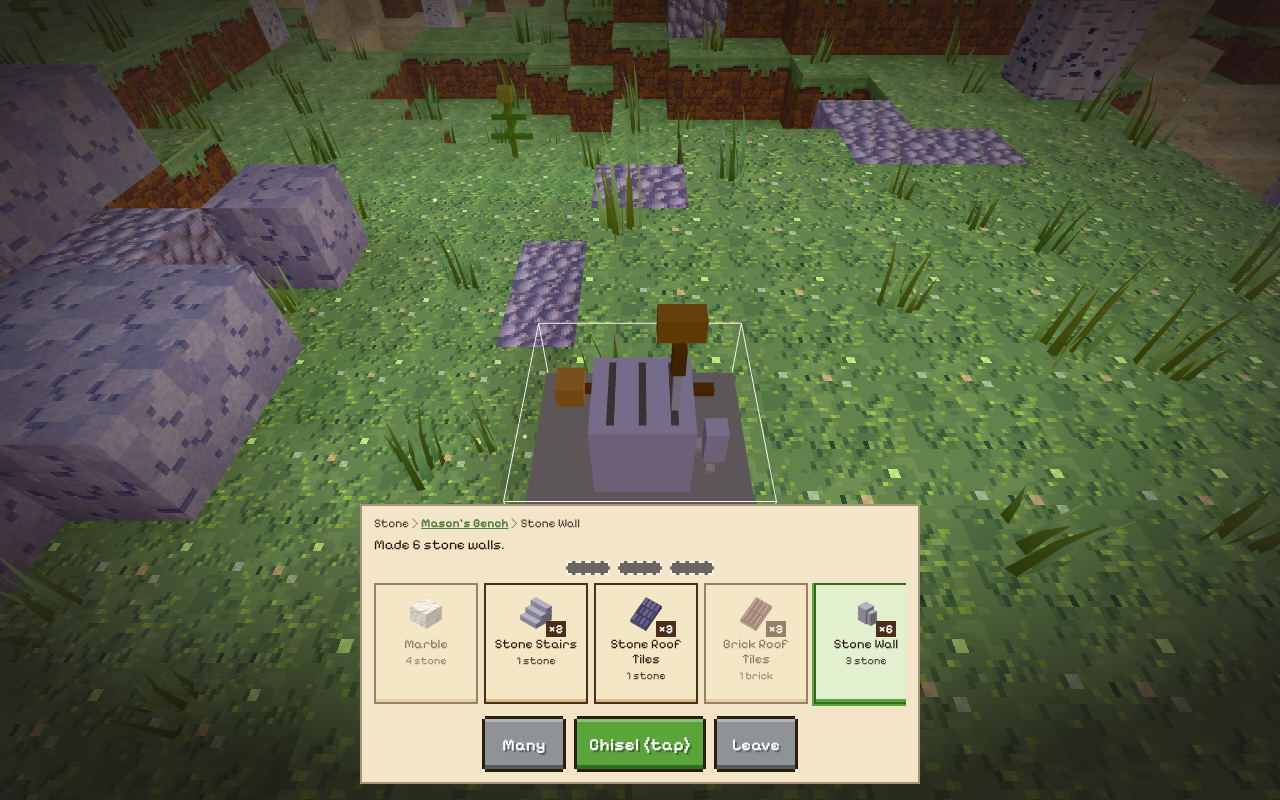 Stone > Mason's Bench > Stone Wall
Made 6 stone walls.
Marble
4 stone
×2
Stone Stairs
1 stone
×3
Stone Roof
Tiles
1 stone
×3
Brick Roof
Tiles
1 brick
×6
Stone Wall
3 stone
Many
Chisel (tap)
Leave